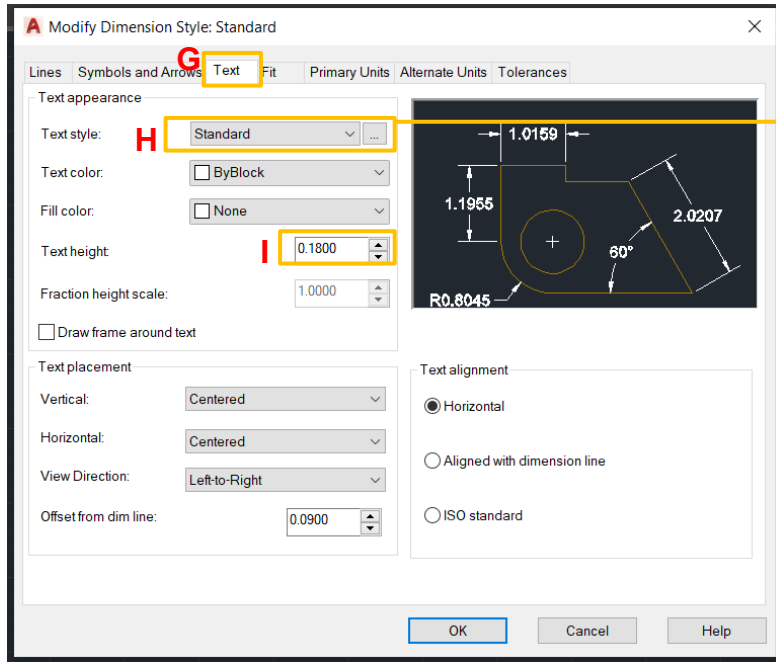 A Modify Dimension Style: Standard
G
Lines Symbols and Arrows Text Fit Primary Units Alternate Units Tolerances
Text appearance
Text style: H Standard ...
Text color: ByBlock
Fill color: None
Text height: I 0.1800
Fraction height scale: 1.0000
Draw frame around text
1.0159
1.1955
2.0207
60°
R0.8045
Text placement
Vertical: Centered
Horizontal: Centered
View Direction: Left-to-Right
Offset from dim line: 0.0900
Text alignment
Horizontal
Aligned with dimension line
ISO standard
OK Cancel Help